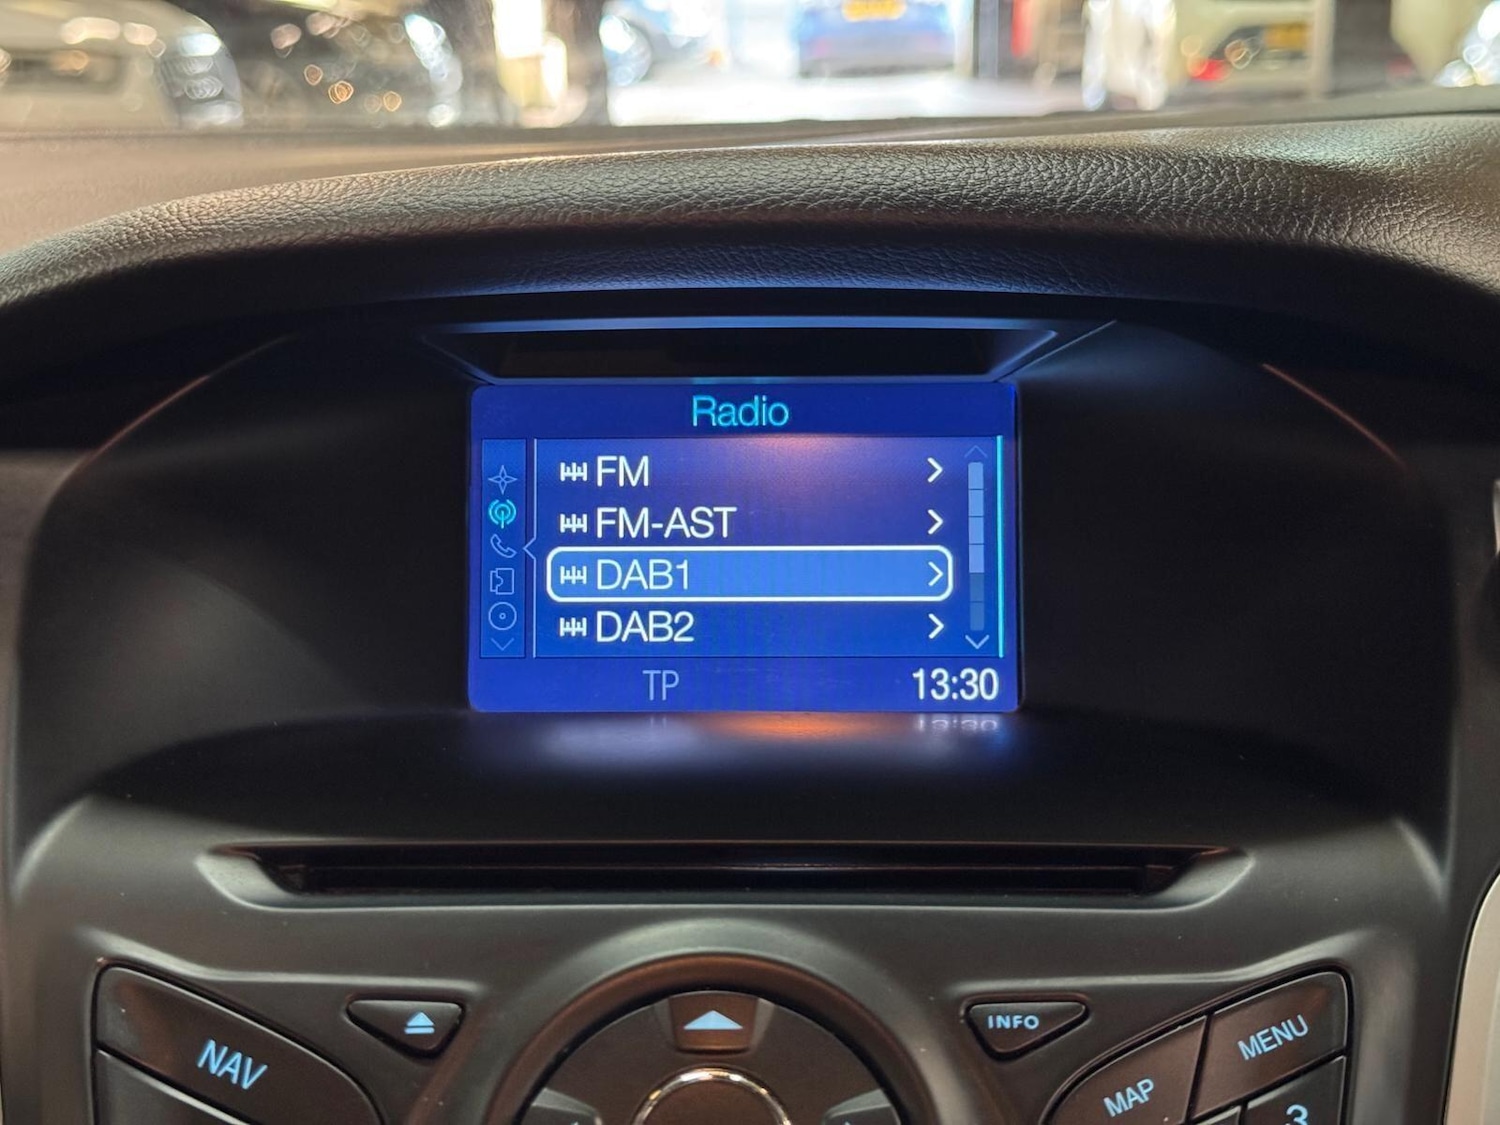 Radio
FM
FM-AST
DAB1
DAB2
TP 13:30
NAV
INFO
MAP
MENU
3